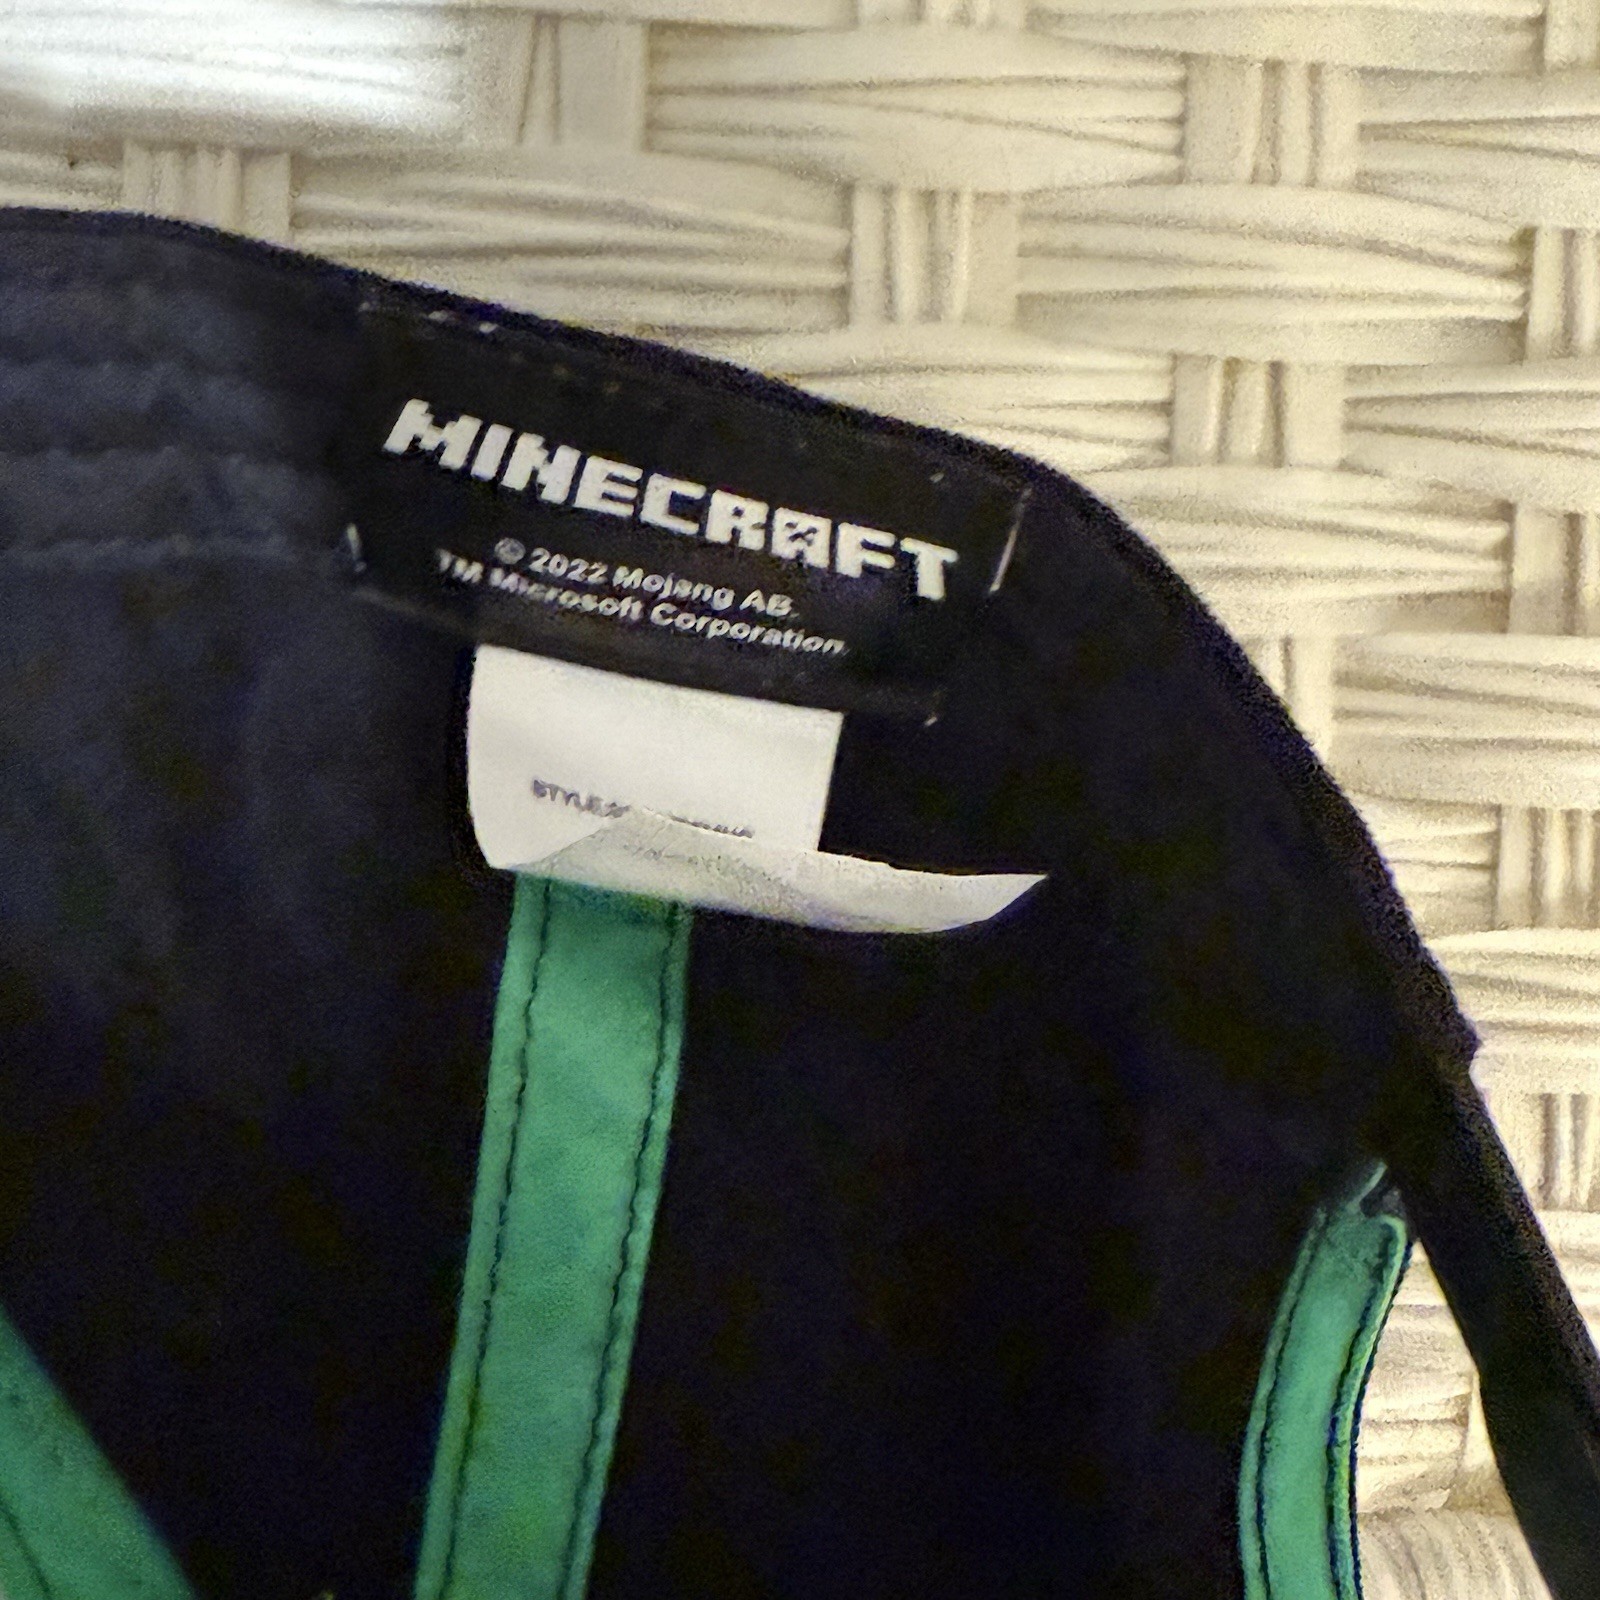 MINECRAFT
© 2022 Mojang AB.
TM Microsoft Corporation.